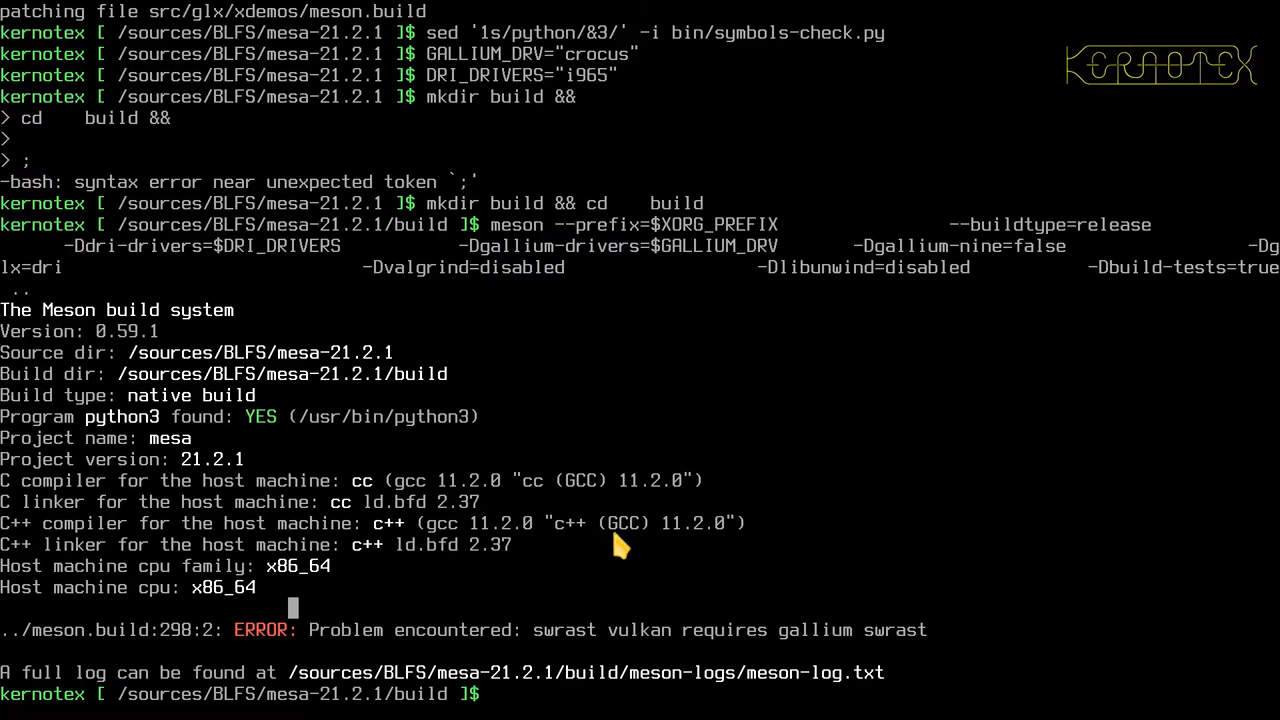 patching file src/glx/xdemos/meson.build
kernotex [ /sources/BLFS/mesa-21.2.1 ]$ sed '1s/python/&3/' -i bin/symbols-check.py
KERNOTEX
kernotex [ /sources/BLFS/mesa-21.2.1 ]$ GALLIUM_DRV="crocus"
kernotex [ /sources/BLFS/mesa-21.2.1 ]$ DRI_DRIVERS="i965"
kernotex [ /sources/BLFS/mesa-21.2.1 ]$ mkdir build &&
> cd    build &&
>
> ;
-bash: syntax error near unexpected token `;'
kernotex [ /sources/BLFS/mesa-21.2.1 ]$ mkdir build && cd    build
kernotex [ /sources/BLFS/mesa-21.2.1/build ]$ meson --prefix=$XORG_PREFIX                --buildtype=release
      -Ddri-drivers=$DRI_DRIVERS           -Dgallium-drivers=$GALLIUM_DRV       -Dgallium-nine=false                 -Dg
lx=dri                            -Dvalgrind=disabled                  -Dlibunwind=disabled           -Dbuild-tests=true
 ..
The Meson build system
Version: 0.59.1
Source dir: /sources/BLFS/mesa-21.2.1
Build dir: /sources/BLFS/mesa-21.2.1/build
Build type: native build
Program python3 found: YES (/usr/bin/python3)
Project name: mesa
Project version: 21.2.1
C compiler for the host machine: cc (gcc 11.2.0 "cc (GCC) 11.2.0")
C linker for the host machine: cc ld.bfd 2.37
C++ compiler for the host machine: c++ (gcc 11.2.0 "c++ (GCC) 11.2.0")
C++ linker for the host machine: c++ ld.bfd 2.37
Host machine cpu family: x86_64
Host machine cpu: x86_64
../meson.build:298:2: ERROR: Problem encountered: swrast vulkan requires gallium swrast
A full log can be found at /sources/BLFS/mesa-21.2.1/build/meson-logs/meson-log.txt
kernotex [ /sources/BLFS/mesa-21.2.1/build ]$